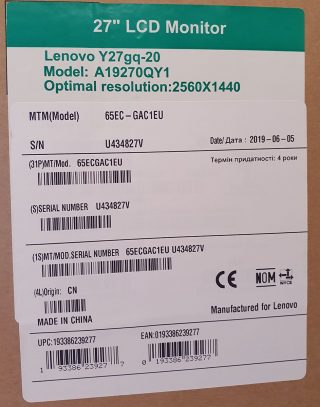 27" LCD Monitor
Lenovo Y27gq-20
Model: A19270QY1
Optimal resolution:2560X1440
MTM(Model) 65EC-GAC1EU
S/N U434827V Date/Дата : 2019-06-05
(31P)MT/Mod. 65ECGAC1EU Термін придатності: 4 роки
(S)SERIAL NUMBER U434827V
(1S)MT/MOD.SERIAL NUMBER 65ECGAC1EU U434827V
CE NOM NYCE
(4L)Origin: CN
Manufactured for Lenovo
MADE IN CHINA
UPC:193386239277 EAN:0193386239277
1 93386 23927 7 0 193386 239277